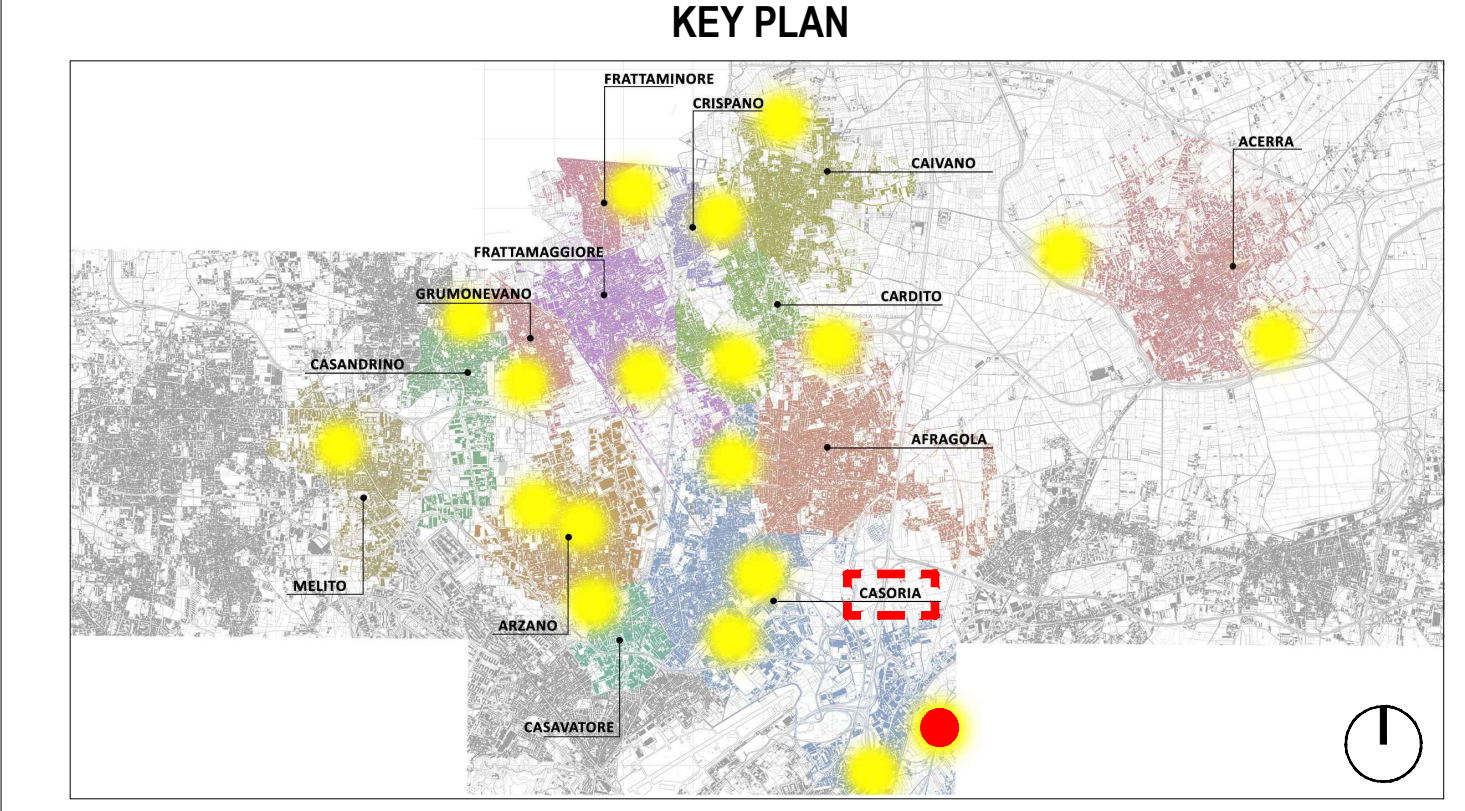 KEY PLAN
FRATTAMINORE
CRISPANO
ACERRA
CAIVANO
FRATTAMAGGIORE
GRUMONEVANO
CARDITO
CASANDRINO
AFRAGOLA
MELITO
CASORIA
ARZANO
CASAVATORE